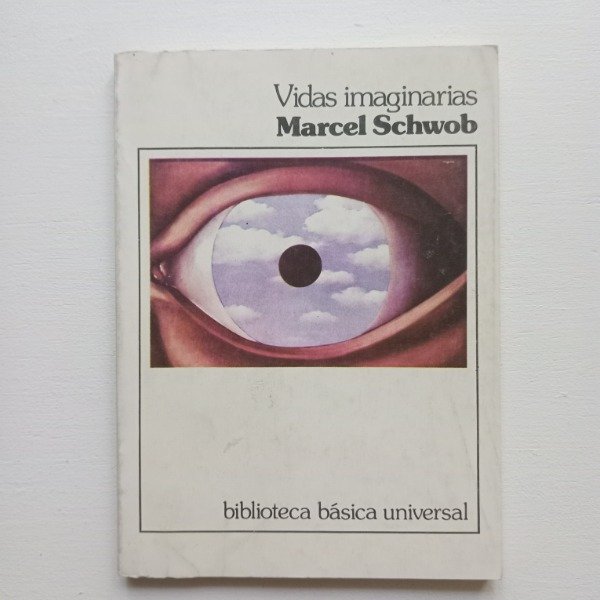 Vidas imaginarias
Marcel Schwob
biblioteca básica universal